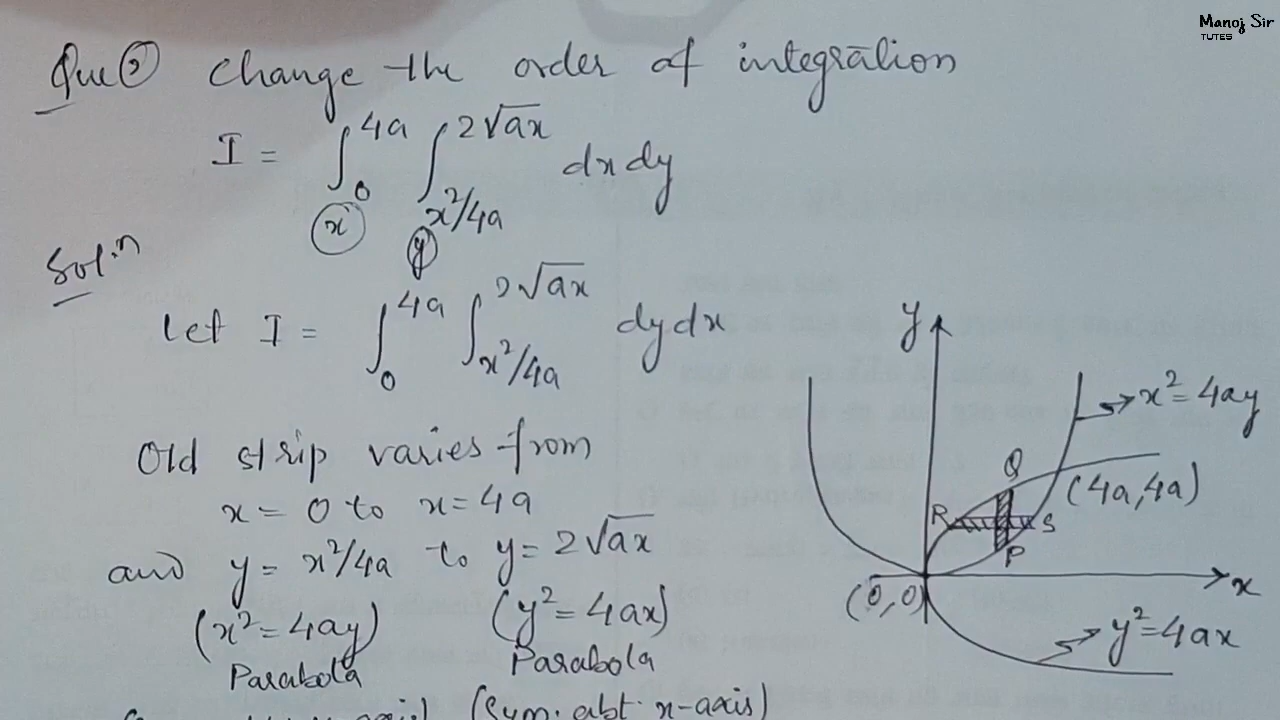 Manoj Sir
TUTES
Que② change the order of integration
I = ∫₀^4a ∫_x²/4a^2√ax dx dy
x
y
Sol:n
Let I = ∫₀^4a ∫_x²/4a^2√ax dy dx
Old strip varies from
x = 0 to x = 4a
and y = x²/4a to y = 2√ax
(x² = 4ay) (y² = 4ax)
Parabola Parabola
(Sym. abt. x-axis)
y
x² = 4ay
Q
(4a, 4a)
R
S
P
(0,0)
x
y² = 4ax